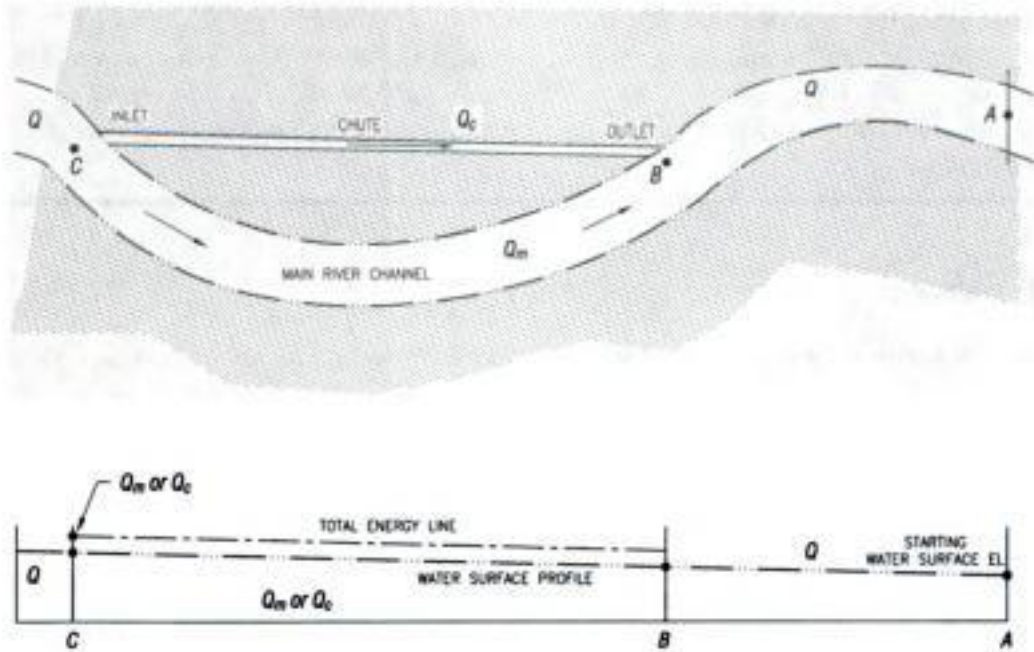 Q
INLET
CHUTE
Qc
OUTLET
Q
A
C
B
Qm
MAIN RIVER CHANNEL
Qm or Qc
TOTAL ENERGY LINE
Q
STARTING
WATER SURFACE EL
Q
WATER SURFACE PROFILE
Qm or Qc
C
B
A